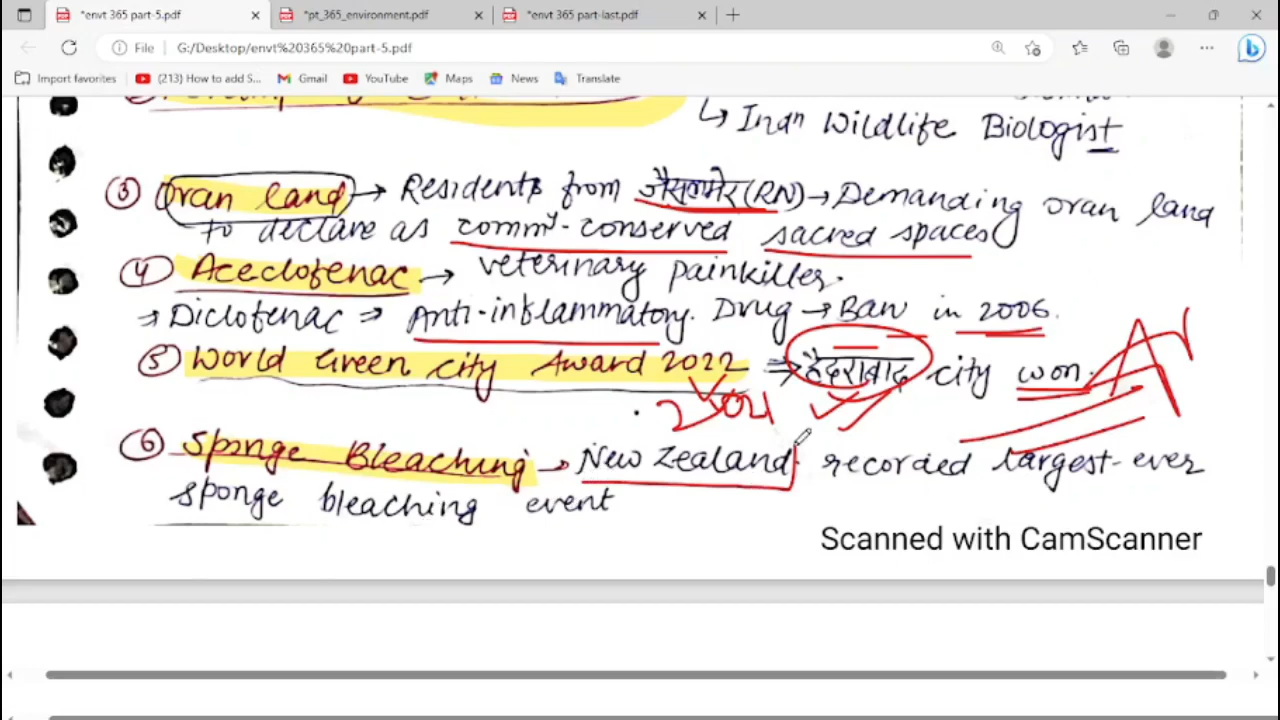 *envt 365 part-5.pdf
*pt_365_environment.pdf
*envt 365 part-last.pdf
File G:/Desktop/envt%20365%20part-5.pdf
Import favorites (213) How to add S... Gmail YouTube Maps News Translate
↳ Indn Wildlife Biologist
③ Oran land → Residents from जैसलमेर (RN) → Demanding oran land
to declare as commy-conserved sacred spaces
④ Aceclofenac → veterinary painkiller.
→ Diclofenac ⇒ Anti-inflammatory Drug → Ban in 2006.
⑤ World Green City Award 2022 ⇒ हैदराबाद city won.
⑥ Sponge Bleaching → New Zealand recorded largest-ever
sponge bleaching event
Scanned with CamScanner